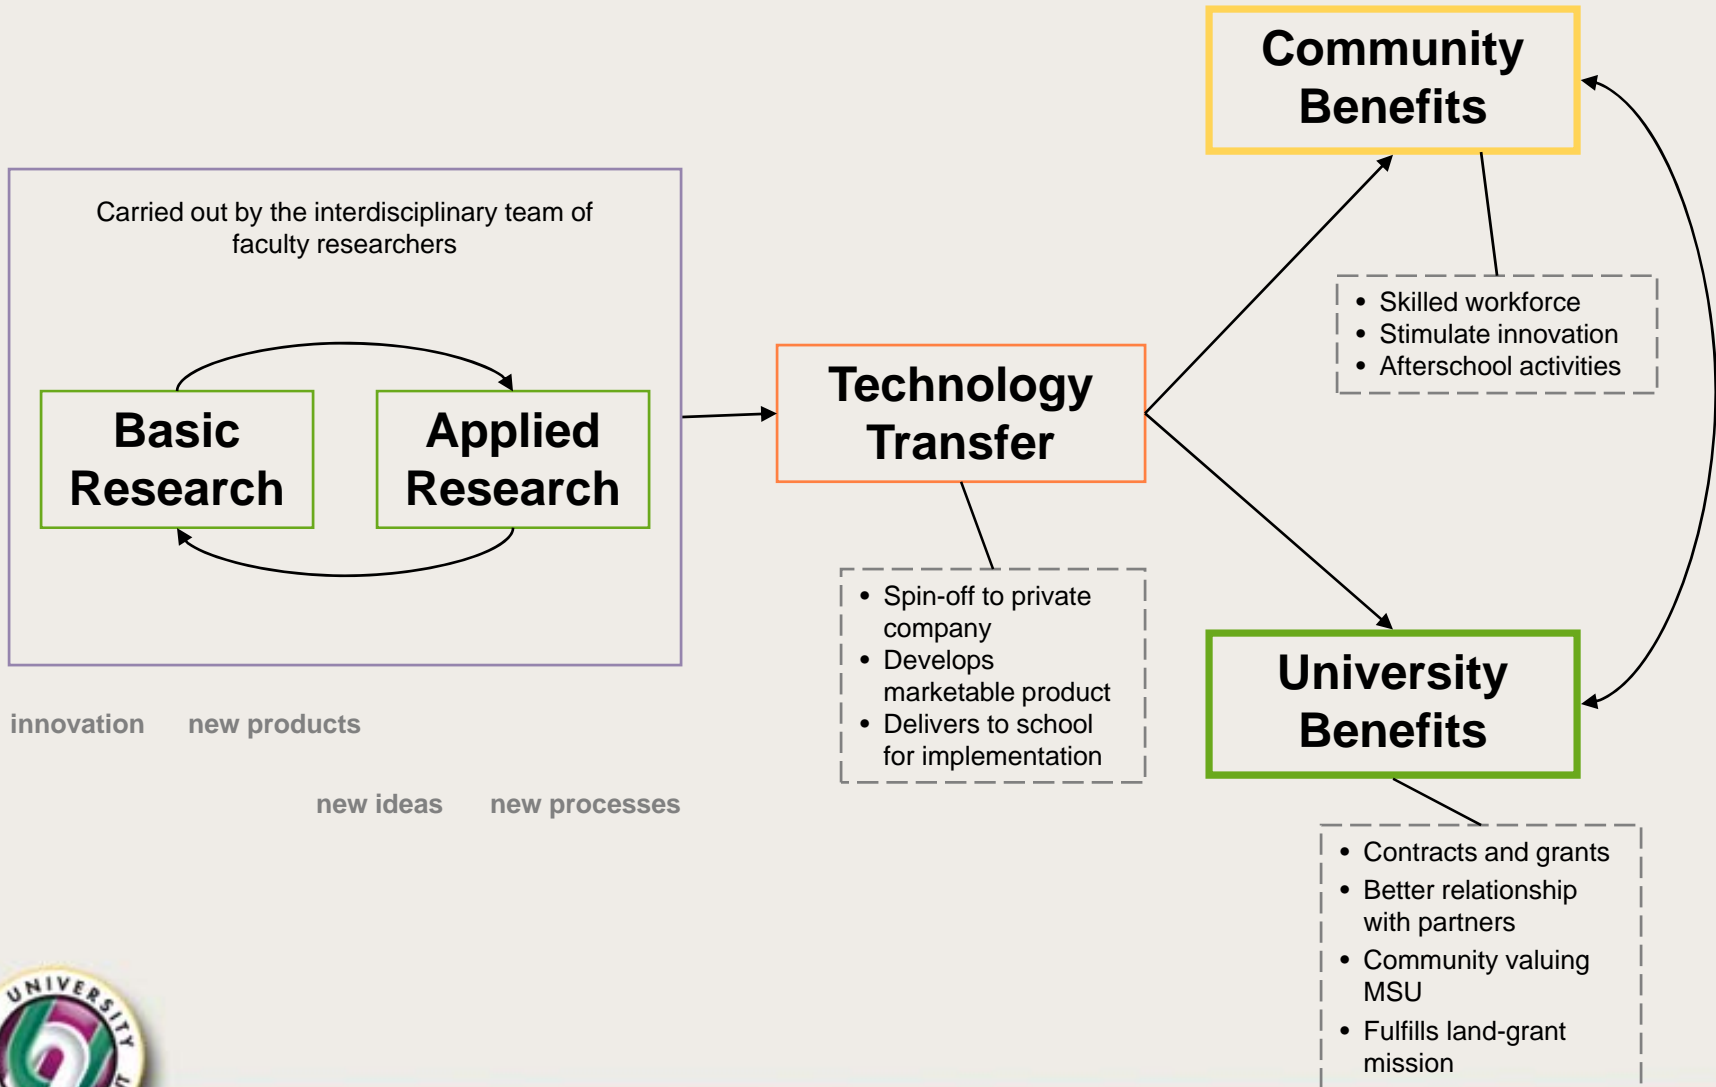 Community
Benefits
Carried out by the interdisciplinary team of
faculty researchers
• Skilled workforce
• Stimulate innovation
• Afterschool activities
Technology
Transfer
Basic
Research
Applied
Research
• Spin-off to private
company
• Develops
marketable product
• Delivers to school
for implementation
University
Benefits
innovation new products
new ideas new processes
• Contracts and grants
• Better relationship
with partners
• Community valuing
MSU
• Fulfills land-grant
mission
UNIVERSITY